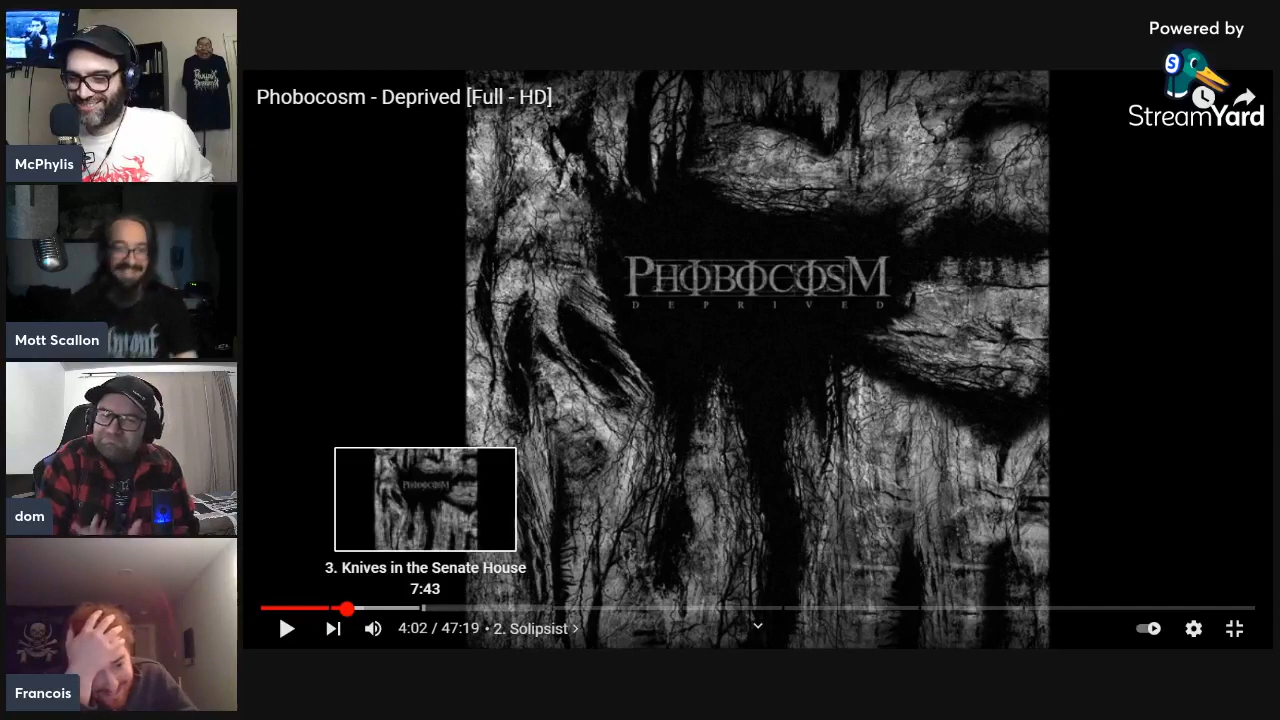 Powered by
S
StreamYard
Phobocosm - Deprived [Full - HD]
McPhylis
Mott Scallon
dom
Francois
PHOBOCOSM
DEPRIVED
PHOBOCOSM
3. Knives in the Senate House
7:43
4:02 / 47:19 • 2. Solipsist >